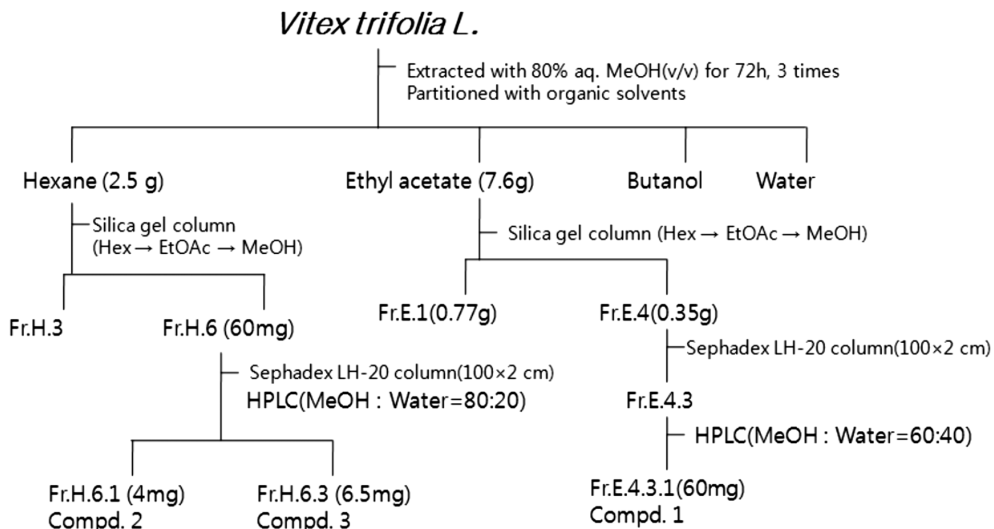 Vitex trifolia L.
Extracted with 80% aq. MeOH(v/v) for 72h, 3 times
Partitioned with organic solvents
Hexane (2.5 g)
Ethyl acetate (7.6g)
Butanol
Water
Silica gel column
(Hex → EtOAc → MeOH)
Silica gel column (Hex → EtOAc → MeOH)
Fr.H.3
Fr.H.6 (60mg)
Fr.E.1(0.77g)
Fr.E.4(0.35g)
Sephadex LH-20 column(100×2 cm)
HPLC(MeOH : Water=80:20)
Sephadex LH-20 column(100×2 cm)
Fr.E.4.3
HPLC(MeOH : Water=60:40)
Fr.H.6.1 (4mg)
Compd. 2
Fr.H.6.3 (6.5mg)
Compd. 3
Fr.E.4.3.1(60mg)
Compd. 1